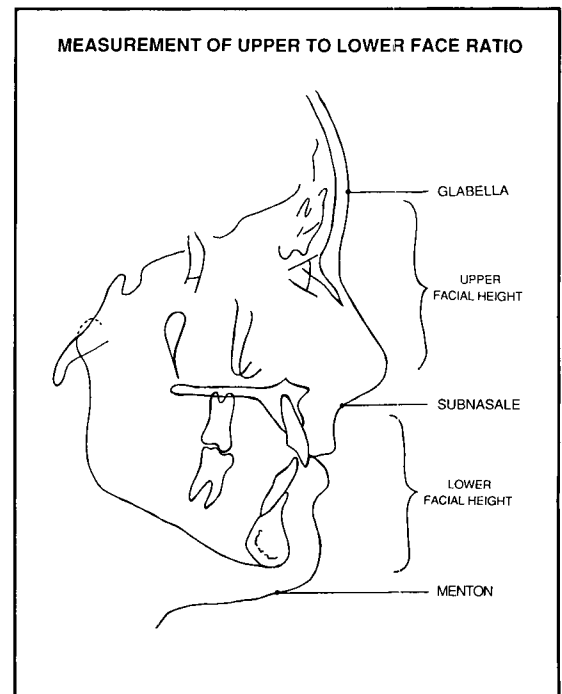 MEASUREMENT OF UPPER TO LOWER FACE RATIO
GLABELLA
UPPER
FACIAL HEIGHT
SUBNASALE
LOWER
FACIAL HEIGHT
MENTON